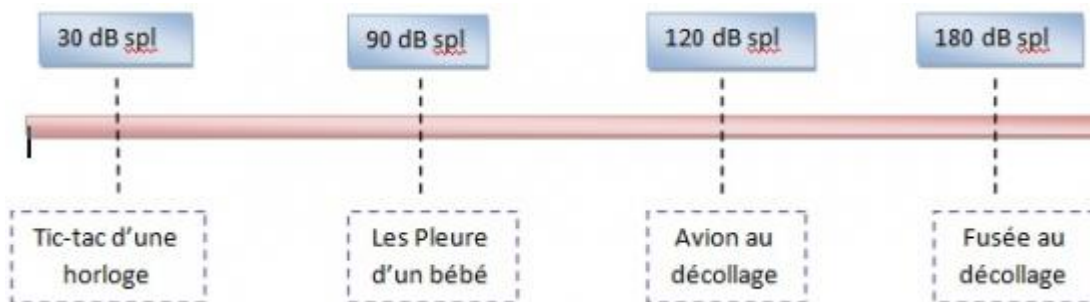 30 dB spl
90 dB spl
120 dB spl
180 dB spl
Tic-tac d'une
horloge
Les Pleure
d'un bébé
Avion au
décollage
Fusée au
décollage